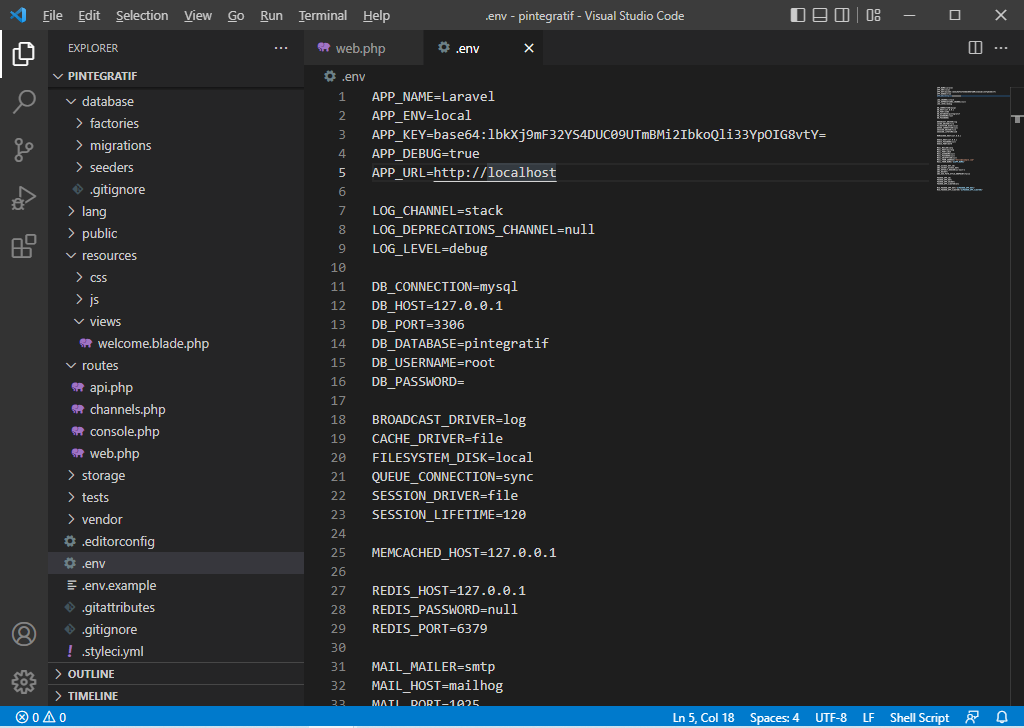 File Edit Selection View Go Run Terminal Help .env - pintegratif - Visual Studio Code
EXPLORER
PINTEGRATIF
database
factories
migrations
seeders
.gitignore
lang
public
resources
css
js
views
welcome.blade.php
routes
api.php
channels.php
console.php
web.php
storage
tests
vendor
.editorconfig
.env
.env.example
.gitattributes
.gitignore
.styleci.yml
OUTLINE
TIMELINE
web.php .env
.env
1 APP_NAME=Laravel
2 APP_ENV=local
3 APP_KEY=base64:lbkXj9mF32YS4DUC09UTmBMi2IbkoQli33YpOIG8vtY=
4 APP_DEBUG=true
5 APP_URL=http://localhost
6
7 LOG_CHANNEL=stack
8 LOG_DEPRECATIONS_CHANNEL=null
9 LOG_LEVEL=debug
10
11 DB_CONNECTION=mysql
12 DB_HOST=127.0.0.1
13 DB_PORT=3306
14 DB_DATABASE=pintegratif
15 DB_USERNAME=root
16 DB_PASSWORD=
17
18 BROADCAST_DRIVER=log
19 CACHE_DRIVER=file
20 FILESYSTEM_DISK=local
21 QUEUE_CONNECTION=sync
22 SESSION_DRIVER=file
23 SESSION_LIFETIME=120
24
25 MEMCACHED_HOST=127.0.0.1
26
27 REDIS_HOST=127.0.0.1
28 REDIS_PASSWORD=null
29 REDIS_PORT=6379
30
31 MAIL_MAILER=smtp
32 MAIL_HOST=mailhog
33 MAIL_PORT=1025
0 0 Ln 5, Col 18 Spaces: 4 UTF-8 LF Shell Script